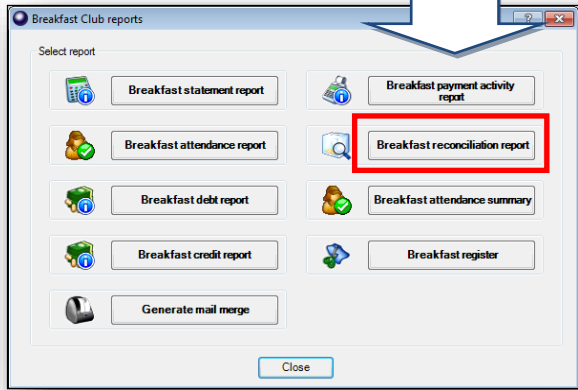 Breakfast Club reports
Select report
Breakfast statement report
Breakfast payment activity
report
Breakfast attendance report
Breakfast reconciliation report
Breakfast debt report
Breakfast attendance summary
Breakfast credit report
Breakfast register
Generate mail merge
Close